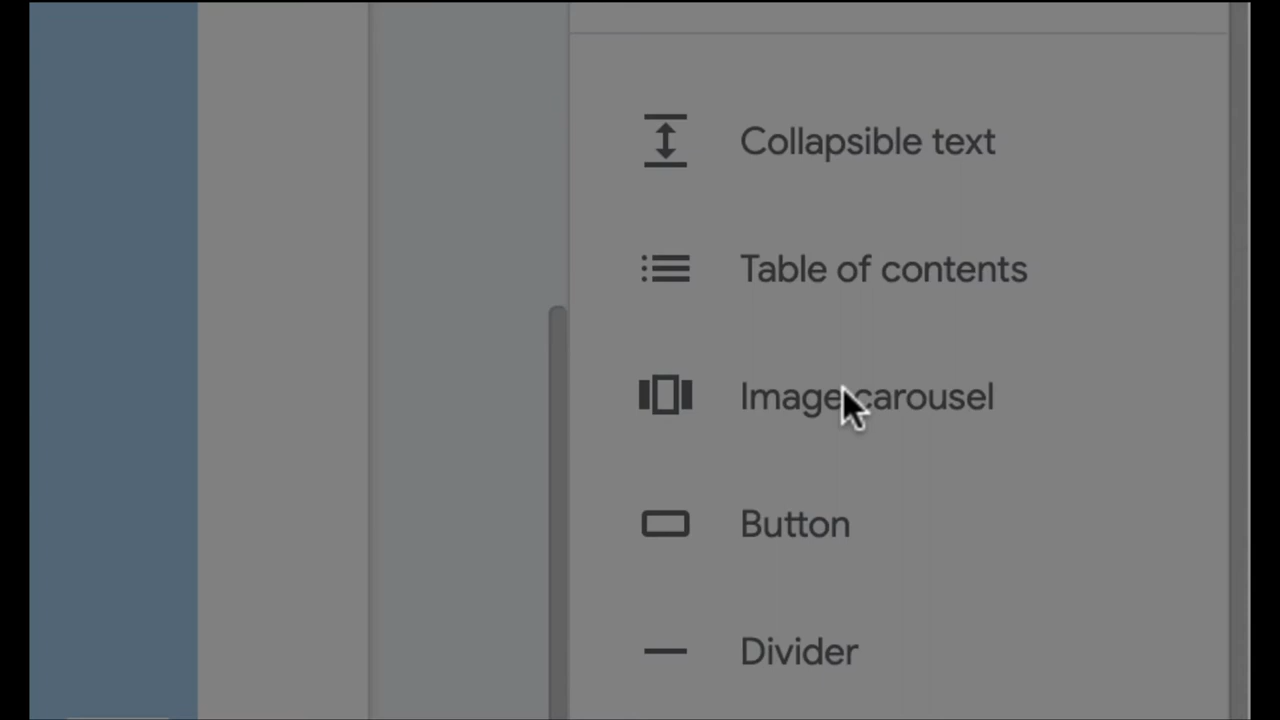 Collapsible text
Table of contents
Image carousel
Button
Divider